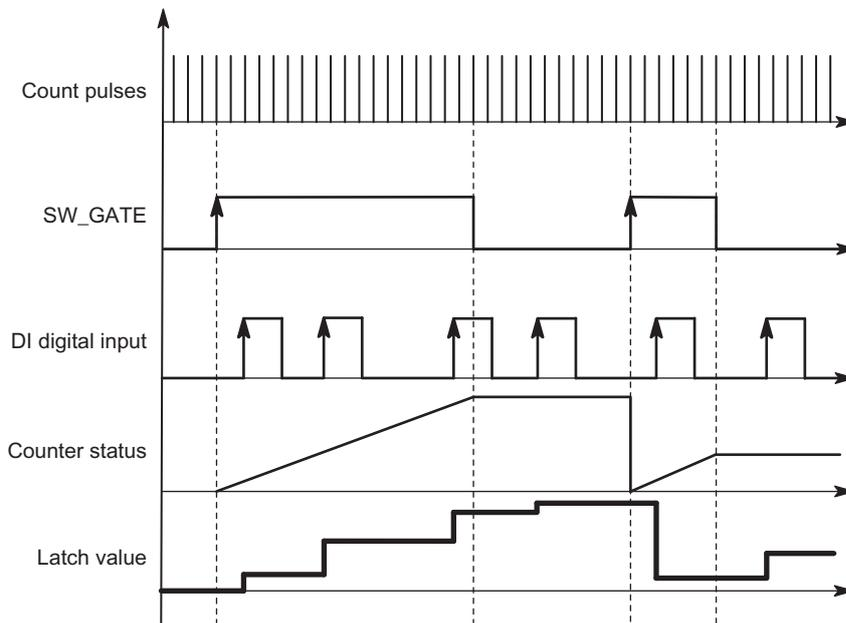 Count pulses
SW_GATE
DI digital input
Counter status
Latch value